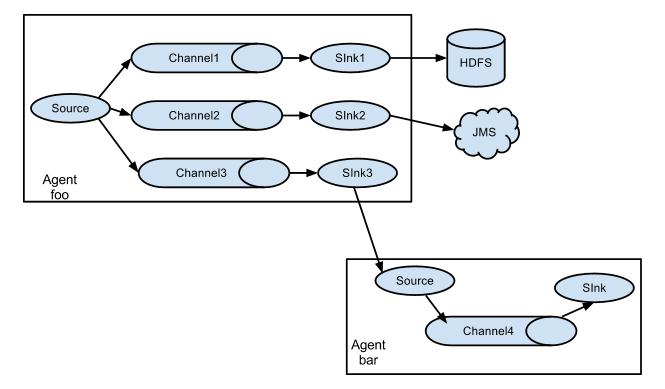 Channel1
SInk1
HDFS
Source
Channel2
SInk2
JMS
Channel3
SInk3
Agent
foo
Source
SInk
Channel4
Agent
bar